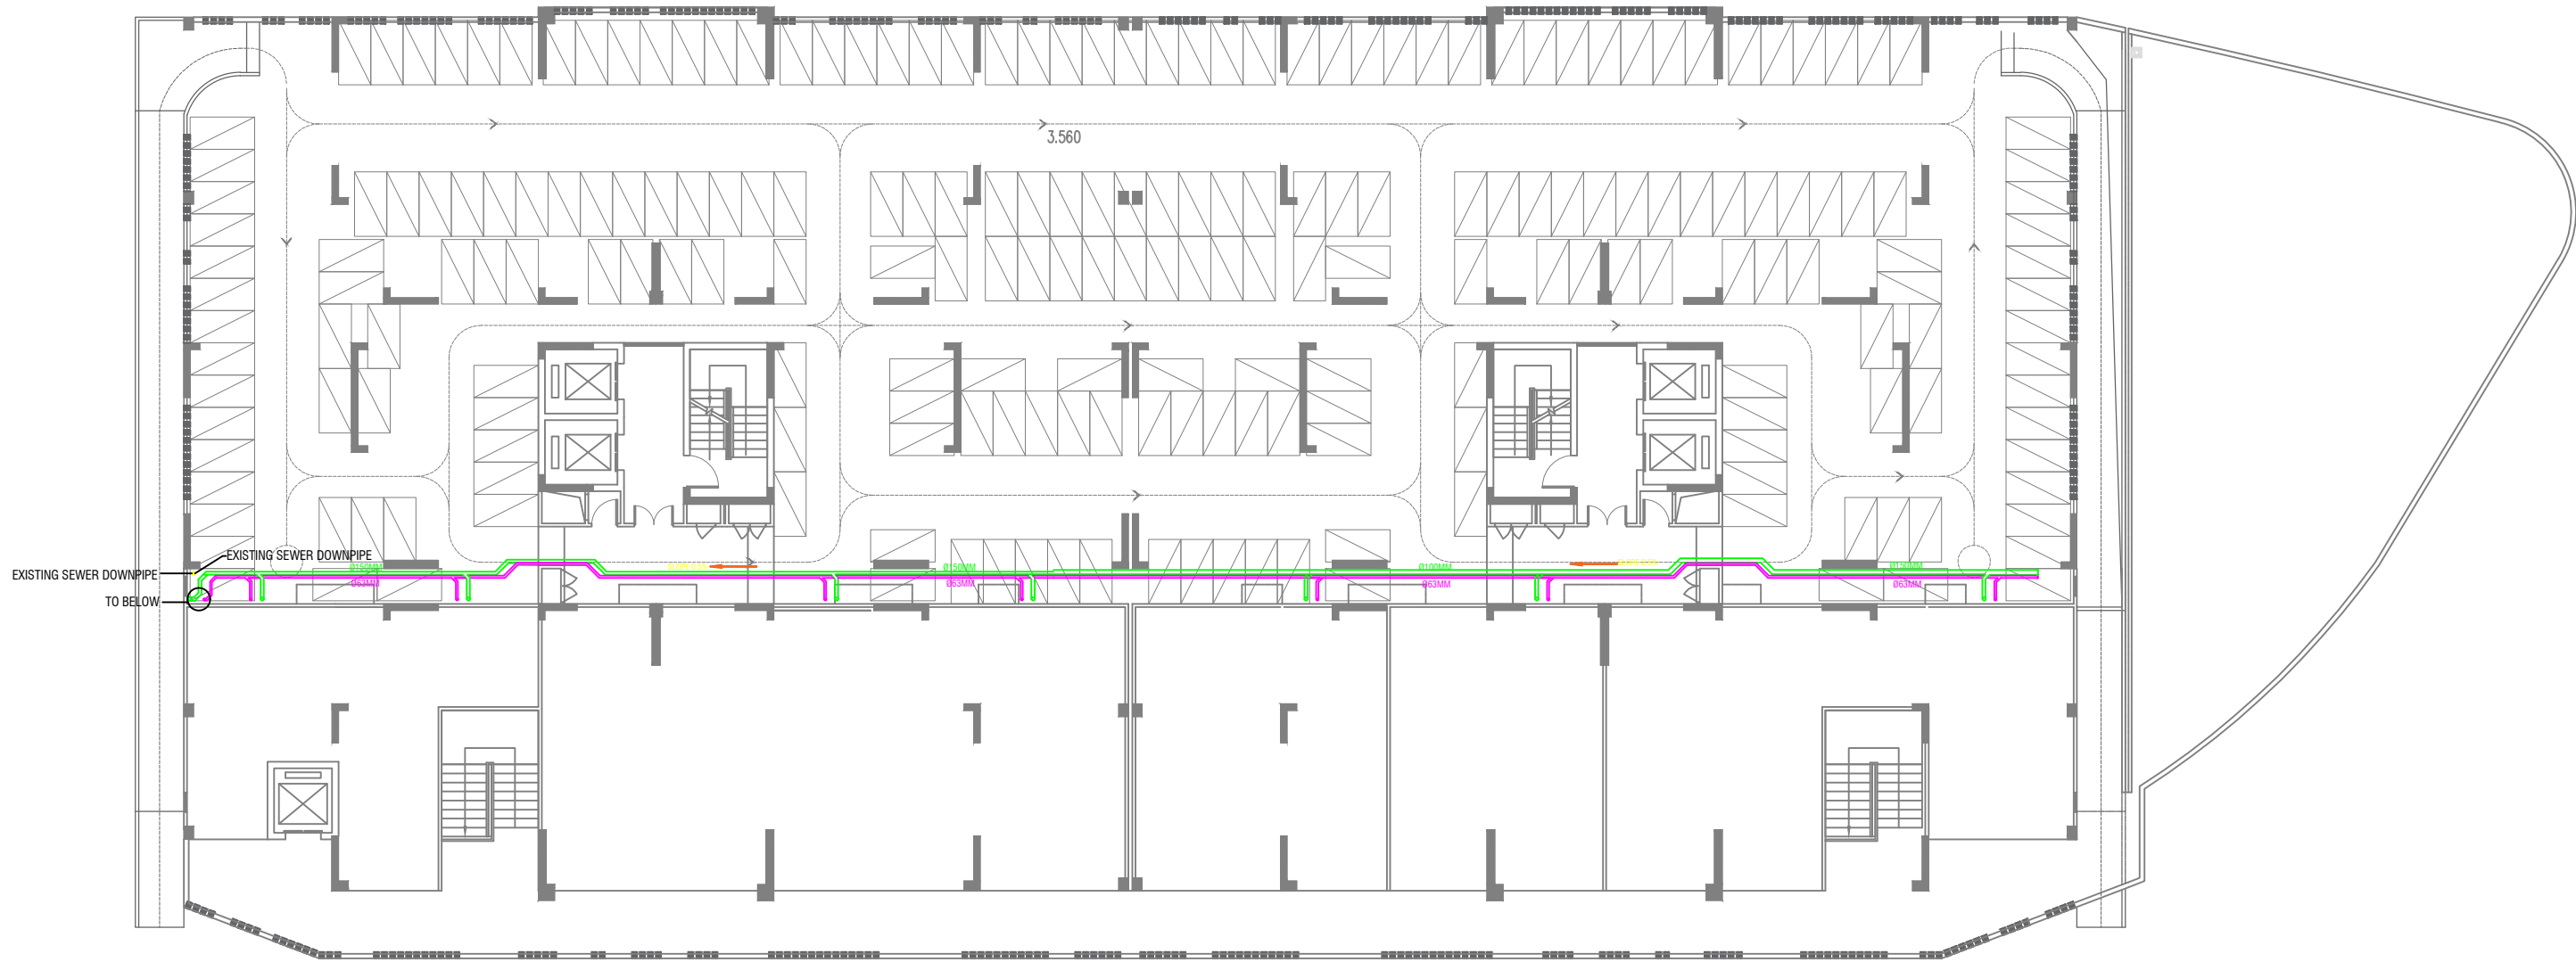 3.560
EXISTING SEWER DOWNPIPE
EXISTING SEWER DOWNPIPE
TO BELOW
Ø150MM
Ø63MM
Ø150MM
Ø63MM
Ø100MM
Ø63MM
Ø150MM
Ø63MM